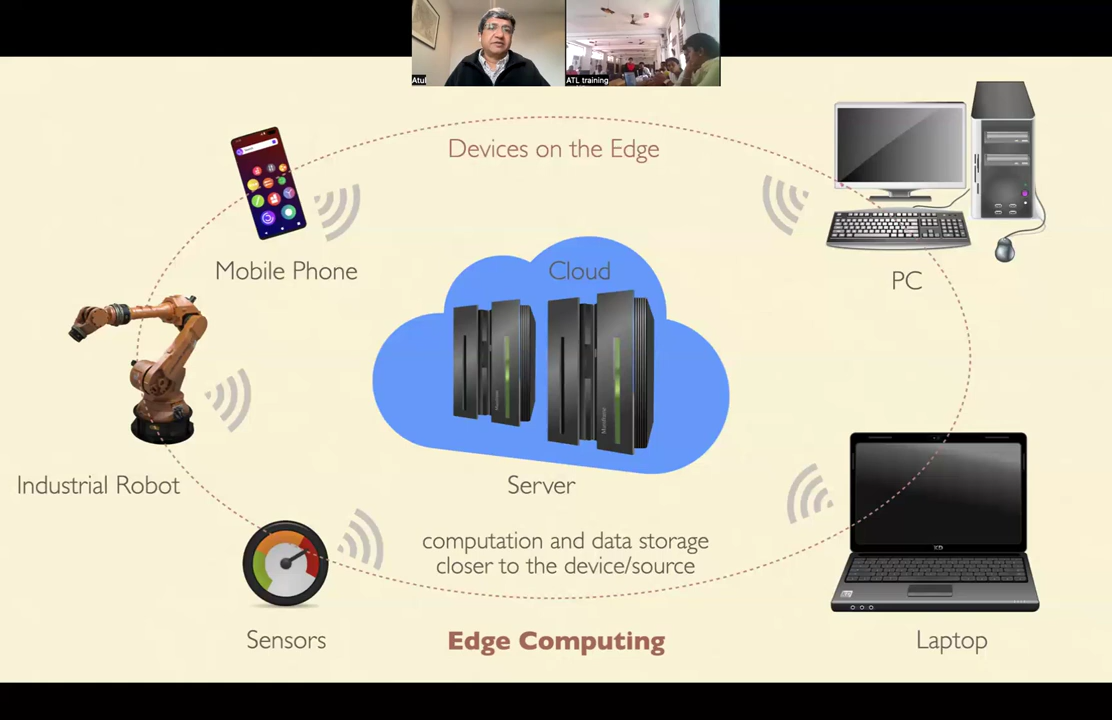 Atul
ATL training
Devices on the Edge
Mobile Phone
Cloud
PC
Industrial Robot
Server
computation and data storage
closer to the device/source
Sensors
Edge Computing
Laptop